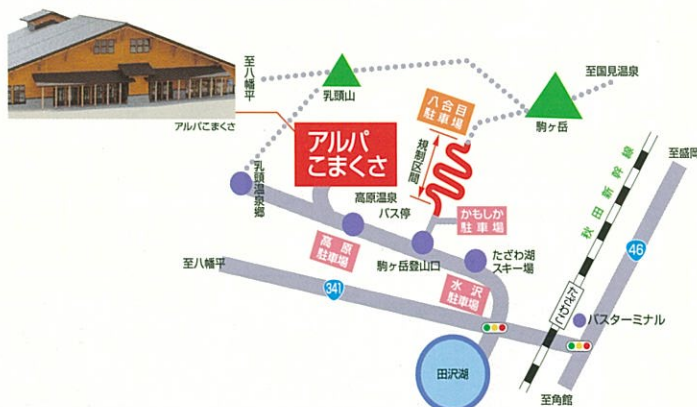 至八幡平
乳頭山
至国見温泉
八合目
駐車場
駒ヶ岳
アルパこまくさ
アルパ
こまくさ
規制区間
至盛岡
秋田新幹線
乳頭温泉郷
高原温泉
バス停
かもしか
駐車場
46
高原
駐車場
至八幡平
駒ヶ岳登山口
たざわ湖
スキー場
341
水沢
駐車場
たざわこ
バスターミナル
田沢湖
至角館